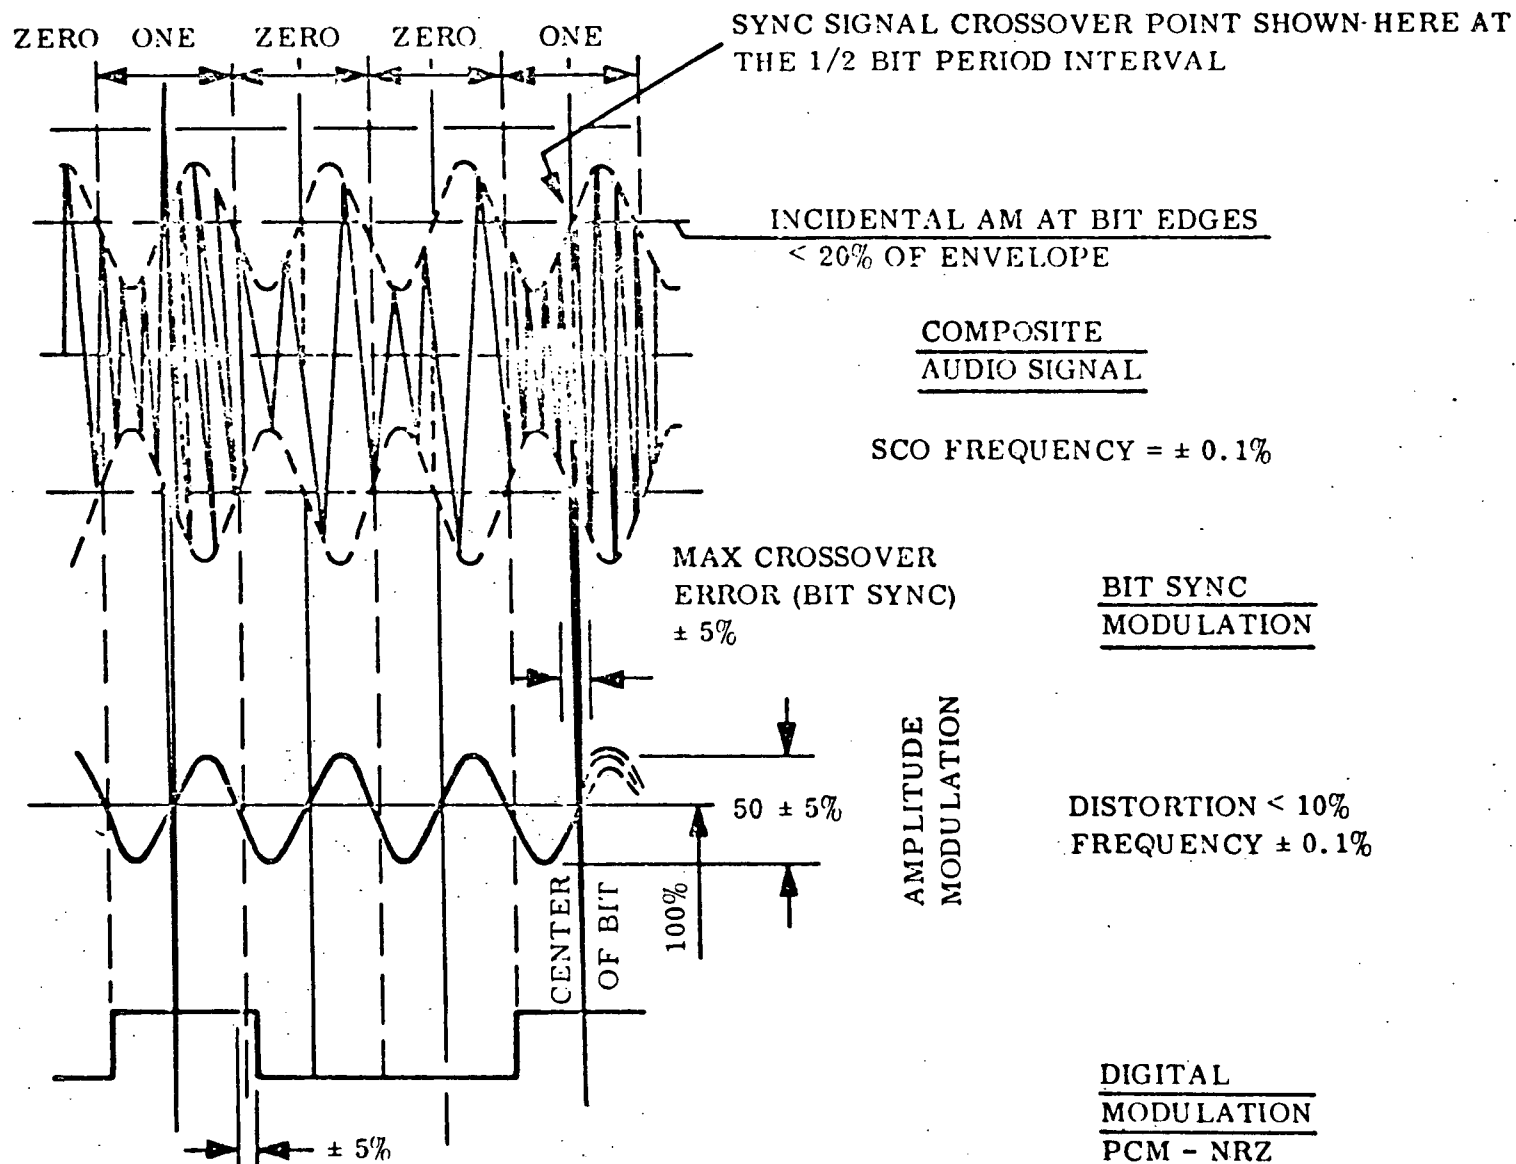 ZERO ONE ZERO ZERO ONE
SYNC SIGNAL CROSSOVER POINT SHOWN HERE AT
THE 1/2 BIT PERIOD INTERVAL
INCIDENTAL AM AT BIT EDGES
< 20% OF ENVELOPE
COMPOSITE
AUDIO SIGNAL
SCO FREQUENCY = ± 0.1%
MAX CROSSOVER
ERROR (BIT SYNC)
± 5%
BIT SYNC
MODULATION
50 ± 5%
AMPLITUDE
MODULATION
DISTORTION < 10%
FREQUENCY ± 0.1%
100%
CENTER
OF BIT
DIGITAL
MODULATION
PCM - NRZ
± 5%